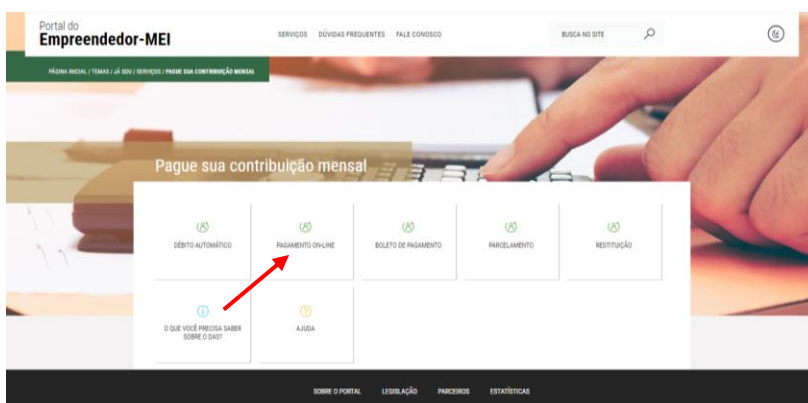 Portal do
Empreendedor-MEI
SERVIÇOS DÚVIDAS FREQUENTES FALE CONOSCO
BUSCA NO SITE
PÁGINA INICIAL / TEMAS / JÁ SOU / SERVIÇOS / PAGUE SUA CONTRIBUIÇÃO MENSAL
Pague sua contribuição mensal
DÉBITO AUTOMÁTICO
PAGAMENTO ON-LINE
BOLETO DE PAGAMENTO
PARCELAMENTO
RESTITUIÇÃO
O QUE VOCÊ PRECISA SABER
SOBRE O DAS?
AJUDA
SOBRE O PORTAL LEGISLAÇÃO PARCEIROS ESTATÍSTICAS